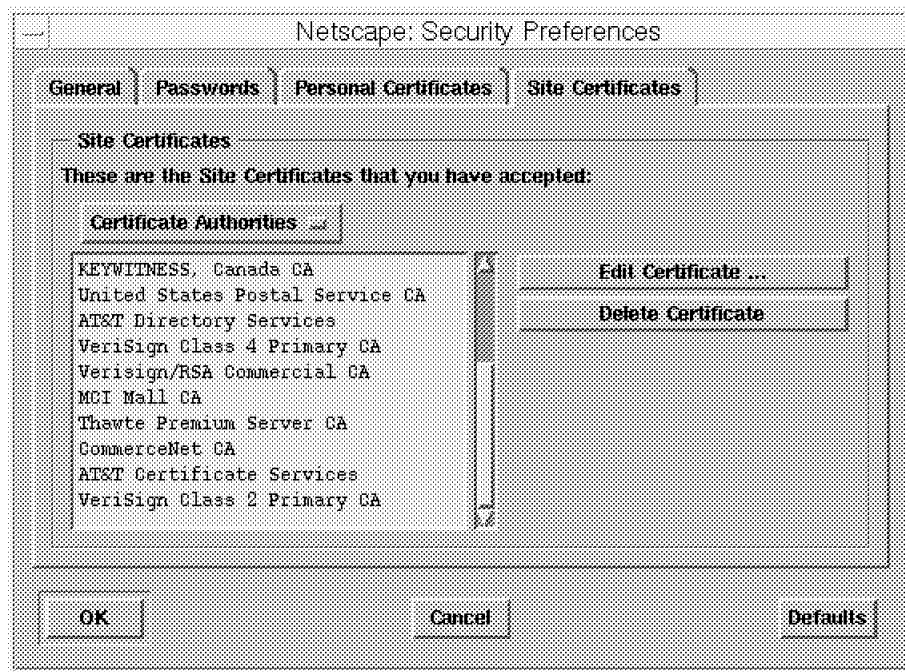 Netscape: Security Preferences
General Passwords Personal Certificates Site Certificates
Site Certificates
These are the Site Certificates that you have accepted:
Certificate Authorities
KEYWITNESS, Canada CA
United States Postal Service CA
AT&T Directory Services
VeriSign Class 4 Primary CA
Verisign/RSA Commercial CA
MCI Mall CA
Thawte Premium Server CA
CommerceNet CA
AT&T Certificate Services
VeriSign Class 2 Primary CA
Edit Certificate ...
Delete Certificate
OK Cancel Defaults